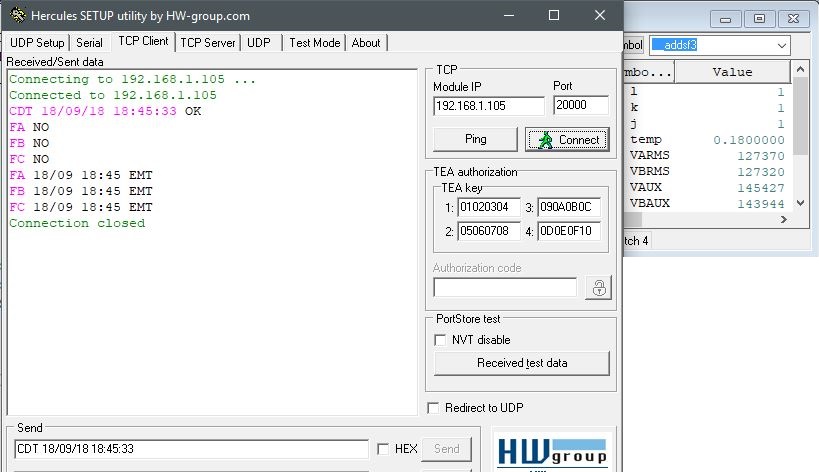 Hercules SETUP utility by HW-group.com
UDP Setup Serial TCP Client TCP Server UDP Test Mode About
Received/Sent data
Connecting to 192.168.1.105 ...
Connected to 192.168.1.105
CDT 18/09/18 18:45:33 OK
FA NO
FB NO
FC NO
FA 18/09 18:45 EMT
FB 18/09 18:45 EMT
FC 18/09 18:45 EMT
Connection closed
TCP
Module IP Port
192.168.1.105 20000
Ping Connect
TEA authorization
TEA key
1: 01020304 3: 090A0B0C
2: 05060708 4: 0D0E0F10
Authorization code
PortStore test
NVT disable
Received test data
Redirect to UDP
Send
CDT 18/09/18 18:45:33 HEX Send
HW group
mbol __addsf3
mbo... Value
l 1
k 1
j 1
temp 0.1800000
VARMS 127370
VBRMS 127320
VAUX 145427
VBAUX 143944
tch 4